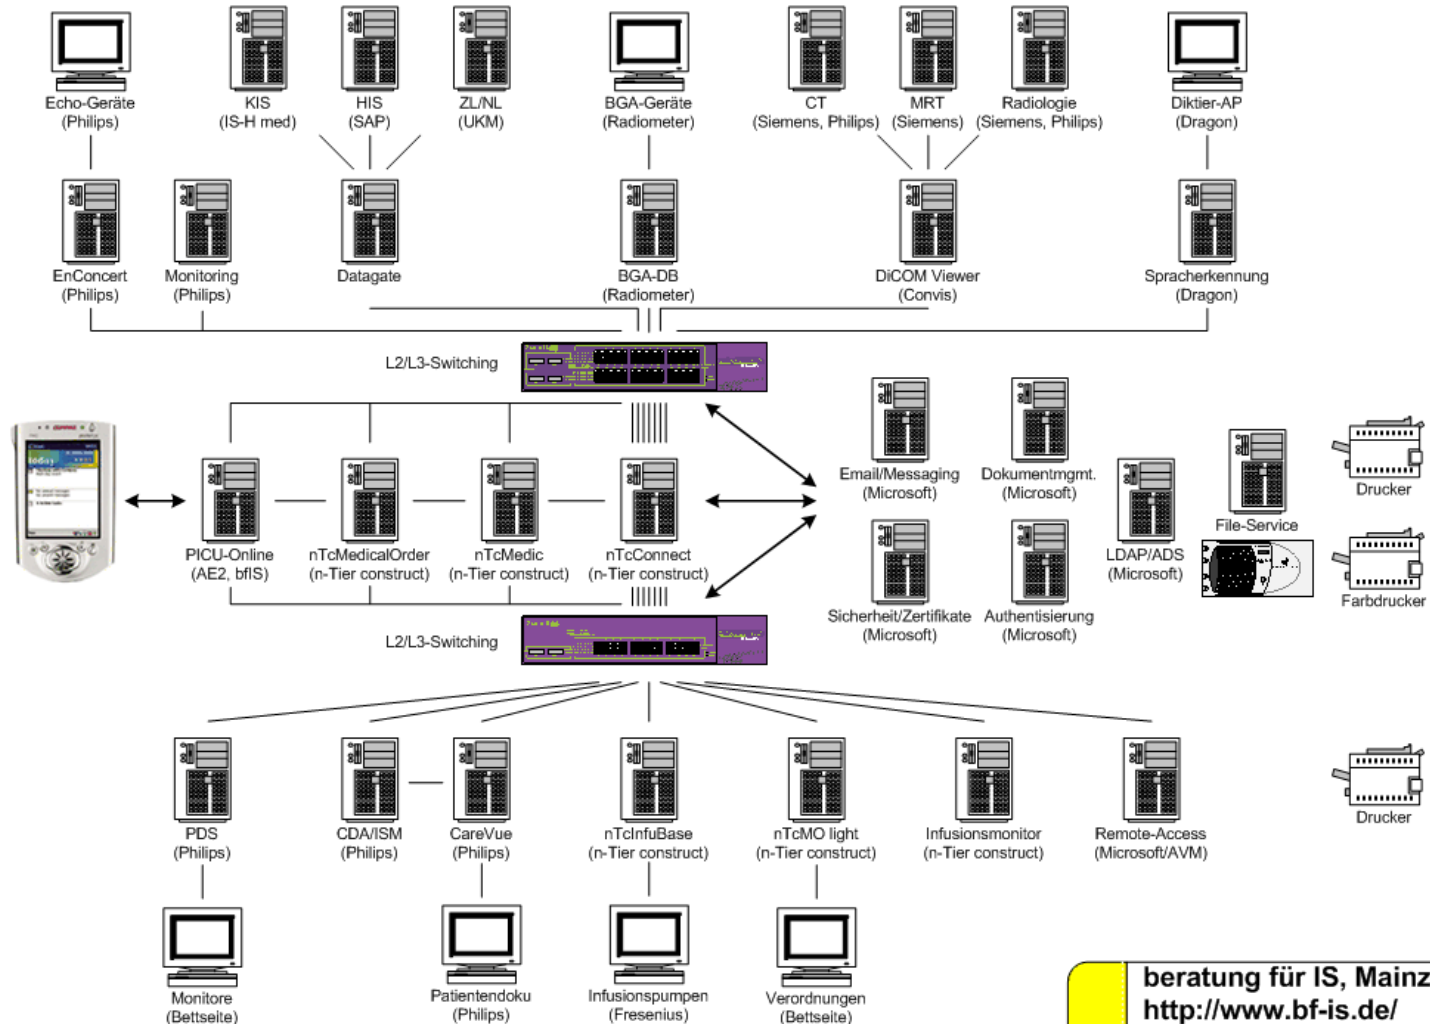 Echo-Geräte
(Philips)
KIS
(IS-H med)
HIS
(SAP)
ZL/NL
(UKM)
BGA-Geräte
(Radiometer)
CT
(Siemens, Philips)
MRT
(Siemens)
Radiologie
(Siemens, Philips)
Diktier-AP
(Dragon)
EnConcert
(Philips)
Monitoring
(Philips)
Datagate
BGA-DB
(Radiometer)
DiCOM Viewer
(Convis)
Spracherkennung
(Dragon)
L2/L3-Switching
Email/Messaging
(Microsoft)
Dokumentmgmt.
(Microsoft)
Drucker
PICU-Online
(AE2, bfIS)
nTcMedicalOrder
(n-Tier construct)
nTcMedic
(n-Tier construct)
nTcConnect
(n-Tier construct)
LDAP/ADS
(Microsoft)
File-Service
Farbdrucker
Sicherheit/Zertifikate
(Microsoft)
Authentisierung
(Microsoft)
L2/L3-Switching
PDS
(Philips)
CDA/ISM
(Philips)
CareVue
(Philips)
nTcInfuBase
(n-Tier construct)
nTcMO light
(n-Tier construct)
Infusionsmonitor
(n-Tier construct)
Remote-Access
(Microsoft/AVM)
Drucker
Monitore
(Bettseite)
Patientendoku
(Philips)
Infusionspumpen
(Fresenius)
Verordnungen
(Bettseite)
beratung für IS, Mainz
http://www.bf-is.de/